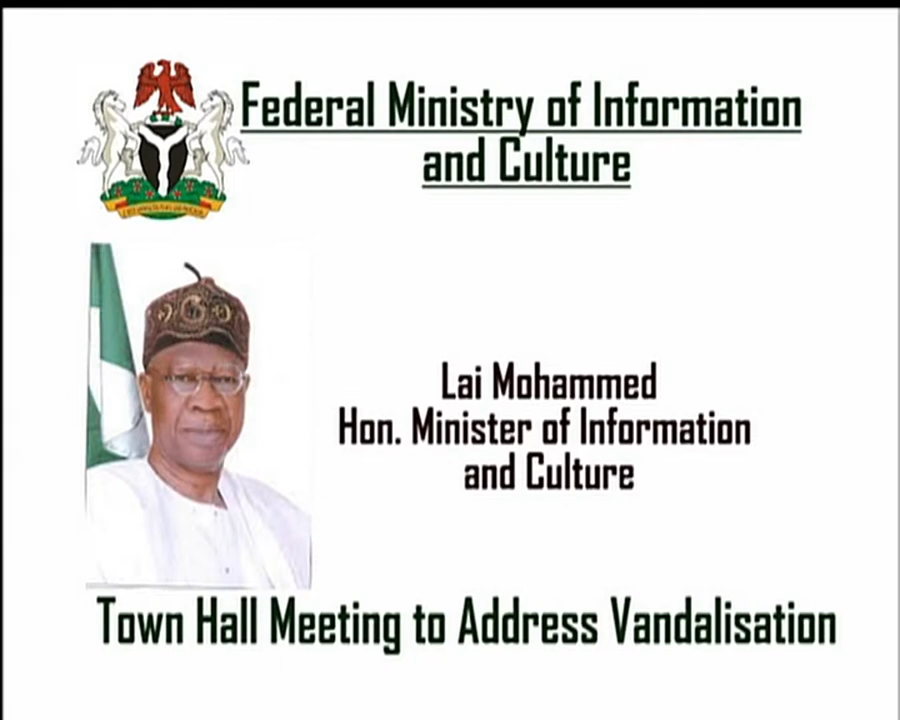 Federal Ministry of Information
and Culture
Lai Mohammed
Hon. Minister of Information
and Culture
Town Hall Meeting to Address Vandalisation